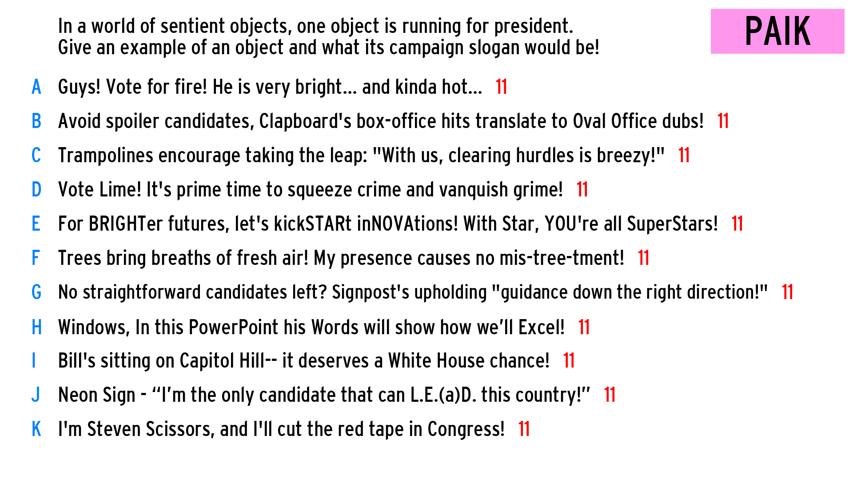 In a world of sentient objects, one object is running for president.
Give an example of an object and what its campaign slogan would be!
PAIK
A Guys! Vote for fire! He is very bright... and kinda hot... 11
B Avoid spoiler candidates, Clapboard's box-office hits translate to Oval Office dubs! 11
C Trampolines encourage taking the leap: "With us, clearing hurdles is breezy!" 11
D Vote Lime! It's prime time to squeeze crime and vanquish grime! 11
E For BRIGHTer futures, let's kickSTARt inNOVAtions! With Star, YOU're all SuperStars! 11
F Trees bring breaths of fresh air! My presence causes no mis-tree-tment! 11
G No straightforward candidates left? Signpost's upholding "guidance down the right direction!" 11
H Windows, In this PowerPoint his Words will show how we’ll Excel! 11
I Bill's sitting on Capitol Hill-- it deserves a White House chance! 11
J Neon Sign - “I’m the only candidate that can L.E.(a)D. this country!” 11
K I'm Steven Scissors, and I'll cut the red tape in Congress! 11